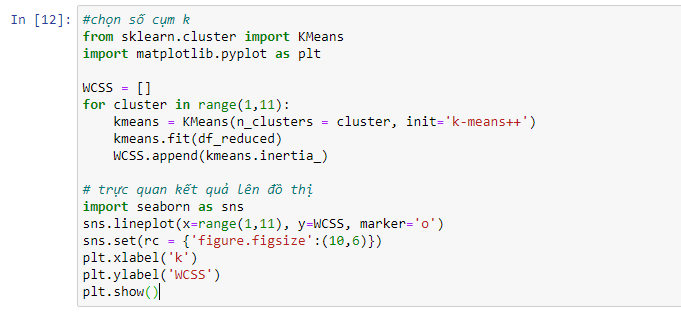 In [12]: #chọn số cụm k
from sklearn.cluster import KMeans
import matplotlib.pyplot as plt

WCSS = []
for cluster in range(1,11):
    kmeans = KMeans(n_clusters = cluster, init='k-means++')
    kmeans.fit(df_reduced)
    WCSS.append(kmeans.inertia_)

# trực quan kết quả lên đồ thị
import seaborn as sns
sns.lineplot(x=range(1,11), y=WCSS, marker='o')
sns.set(rc = {'figure.figsize':(10,6)})
plt.xlabel('k')
plt.ylabel('WCSS')
plt.show()